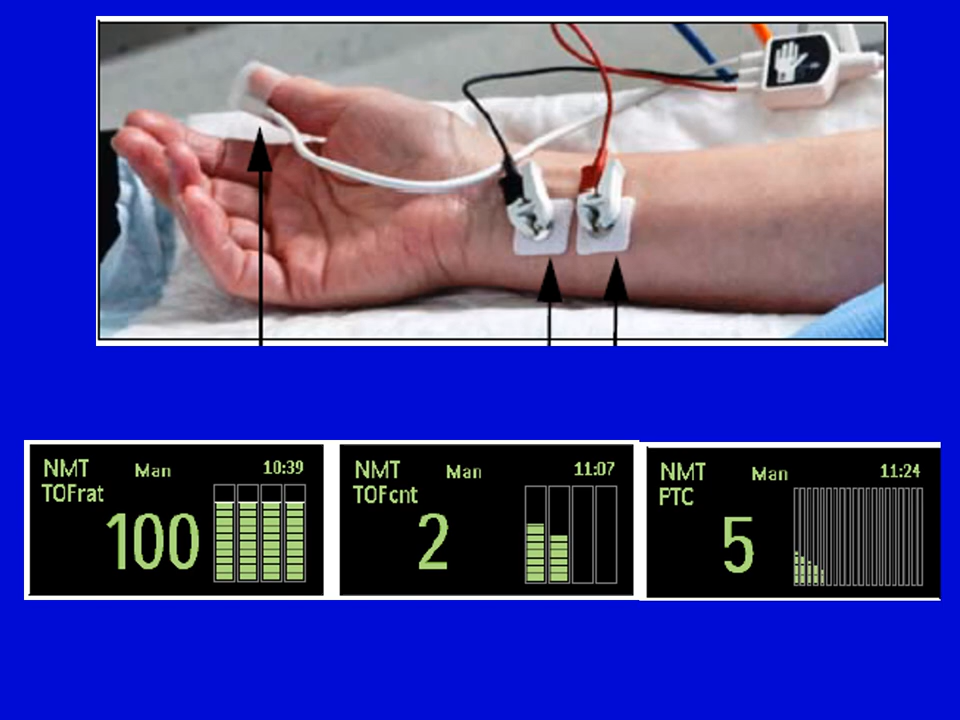 NMT Man 10:39
TOFrat
100
NMT Man 11:07
TOFcnt
2
NMT Man 11:24
PTC
5